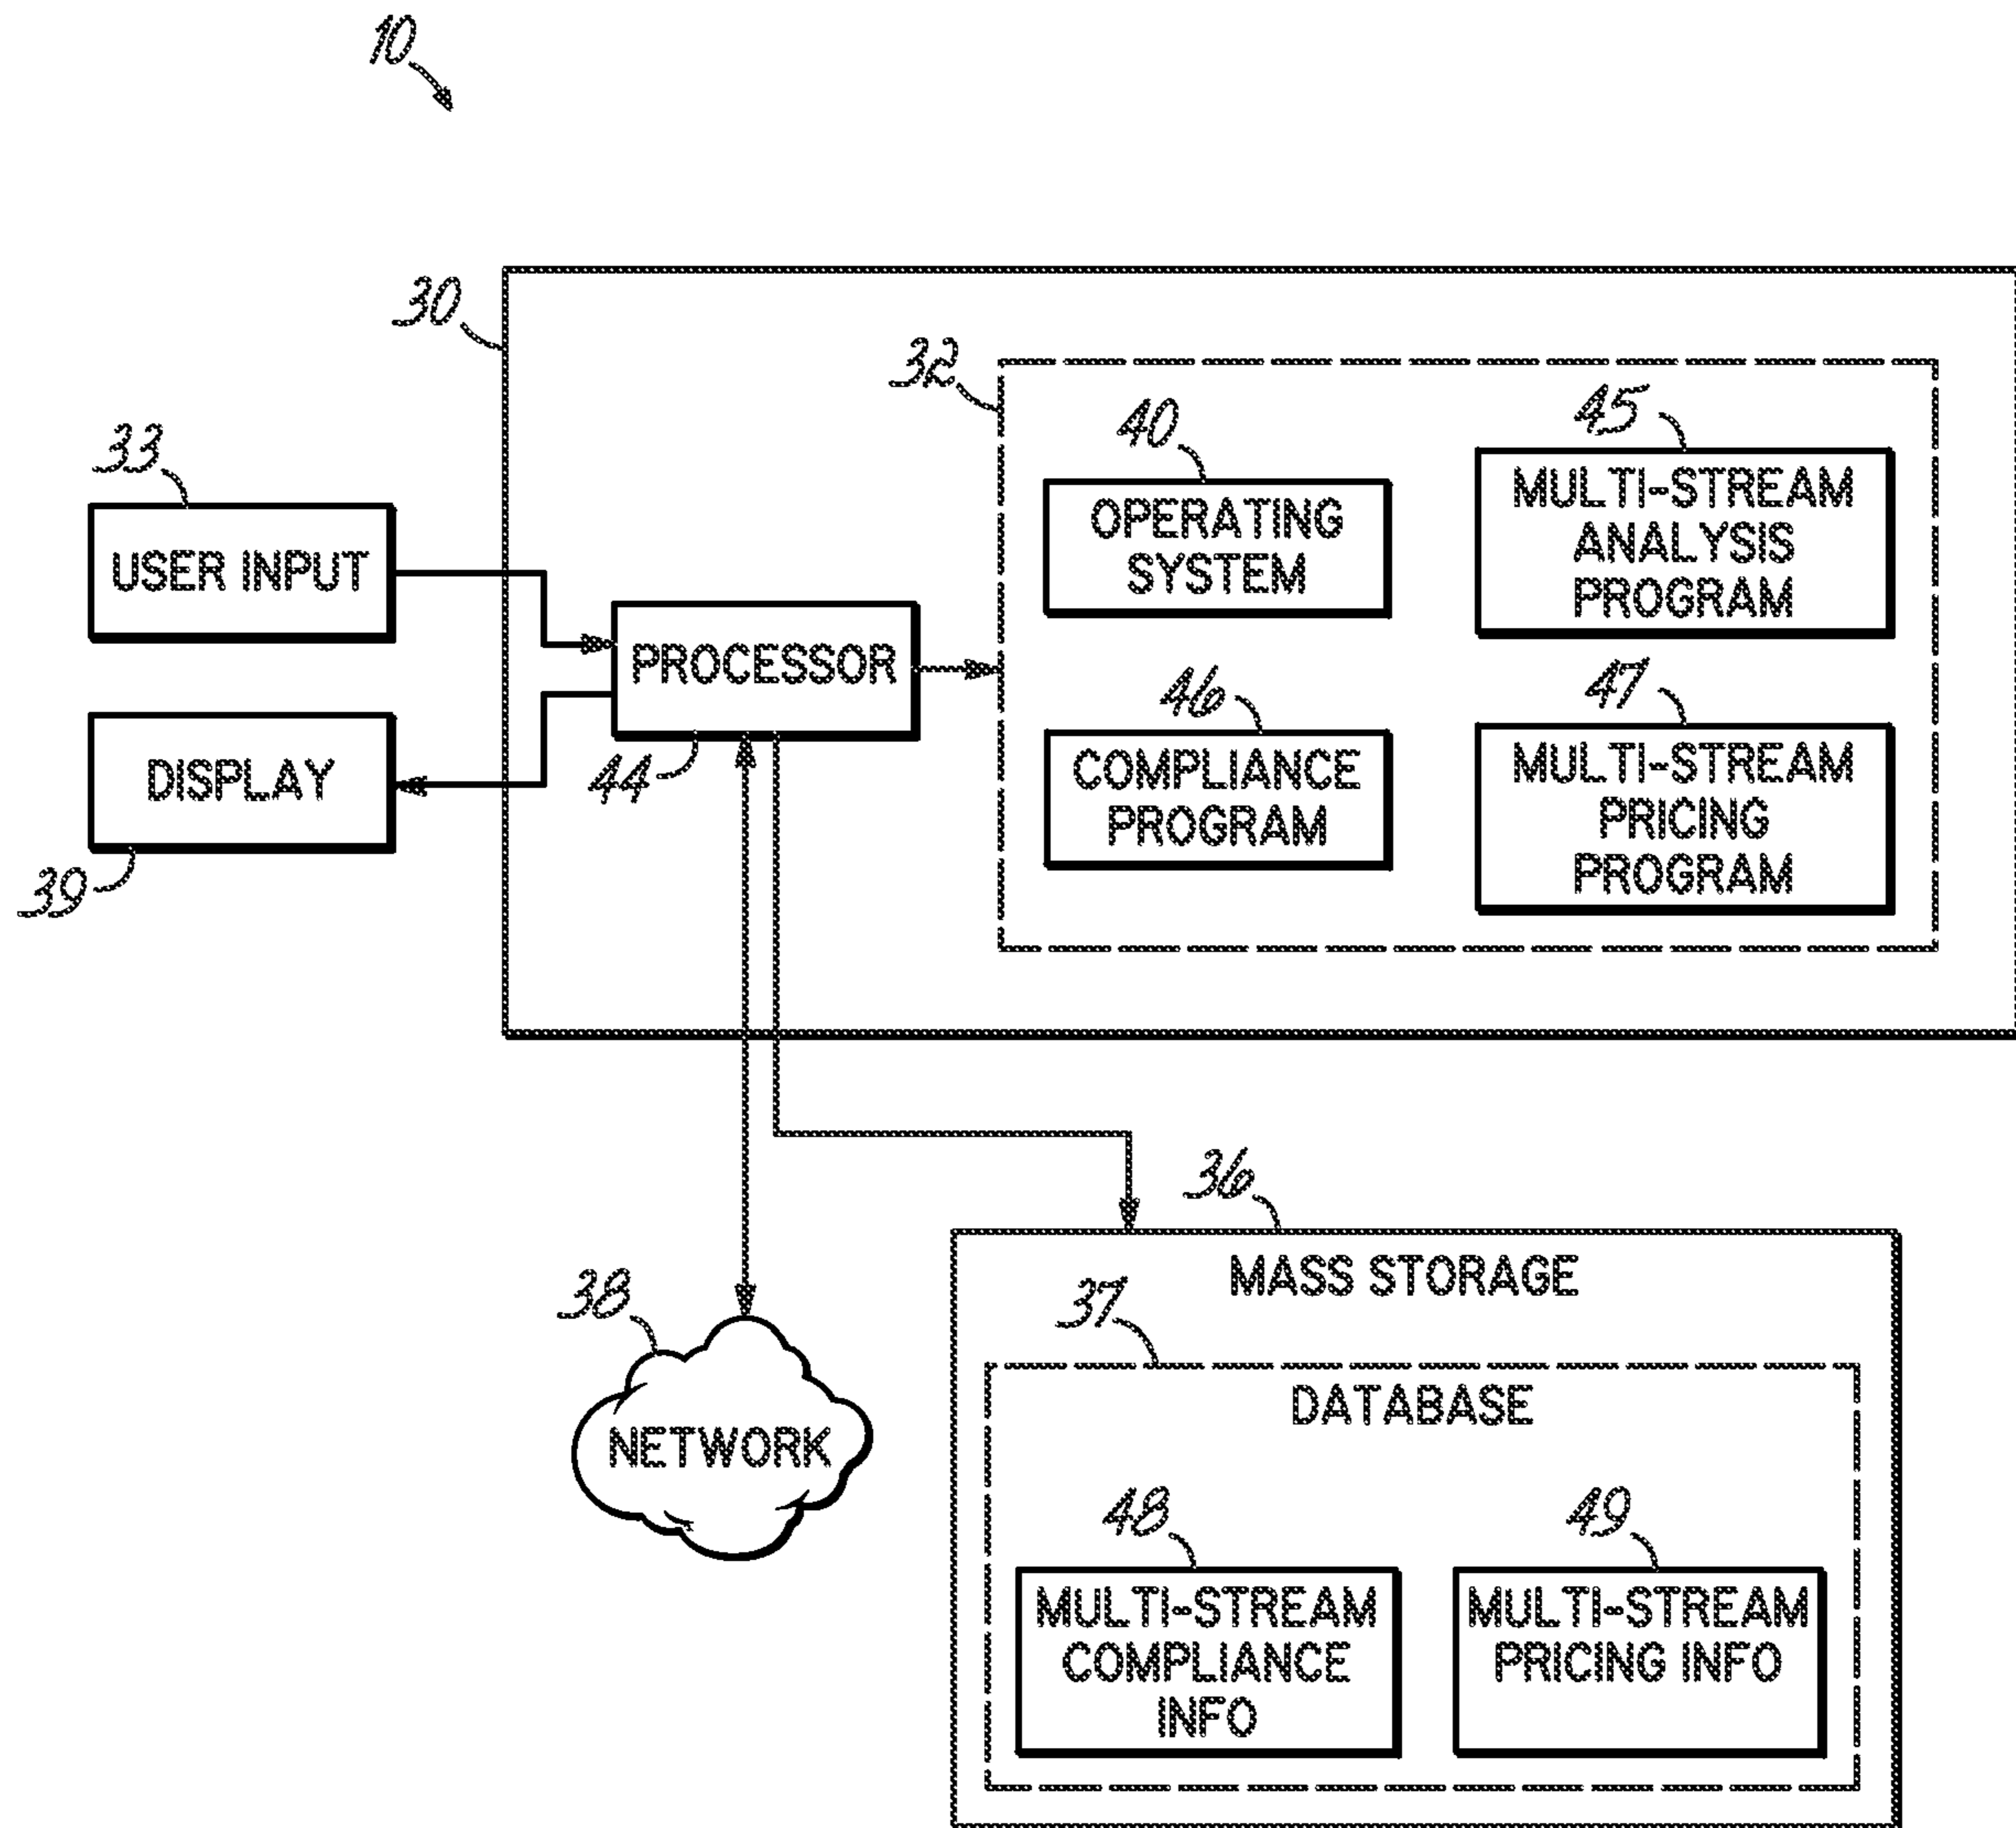 10
30
32
33
USER INPUT
40
OPERATING
SYSTEM
45
MULTI-STREAM
ANALYSIS
PROGRAM
PROCESSOR
44
DISPLAY
39
46
COMPLIANCE
PROGRAM
47
MULTI-STREAM
PRICING
PROGRAM
38
NETWORK
36
MASS STORAGE
37
DATABASE
48
MULTI-STREAM
COMPLIANCE
INFO
49
MULTI-STREAM
PRICING INFO